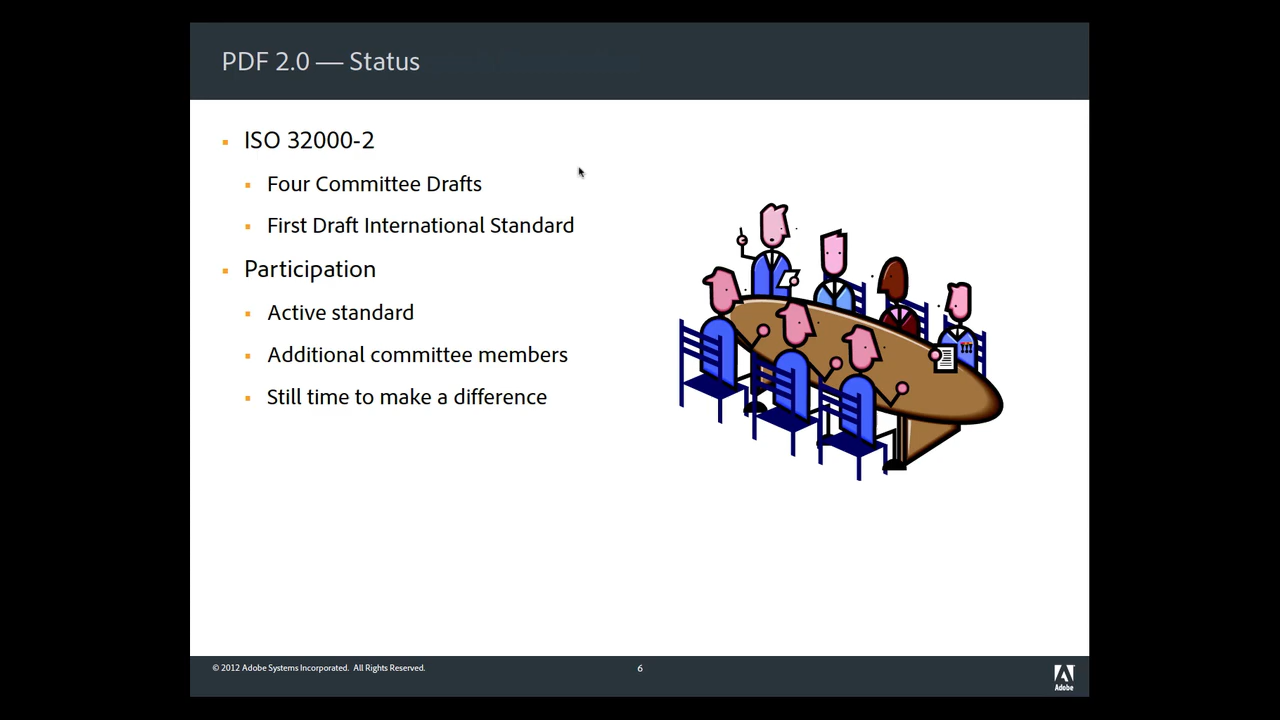 PDF 2.0 — Status
ISO 32000-2
Four Committee Drafts
First Draft International Standard
Participation
Active standard
Additional committee members
Still time to make a difference
© 2012 Adobe Systems Incorporated. All Rights Reserved.
6
Adobe